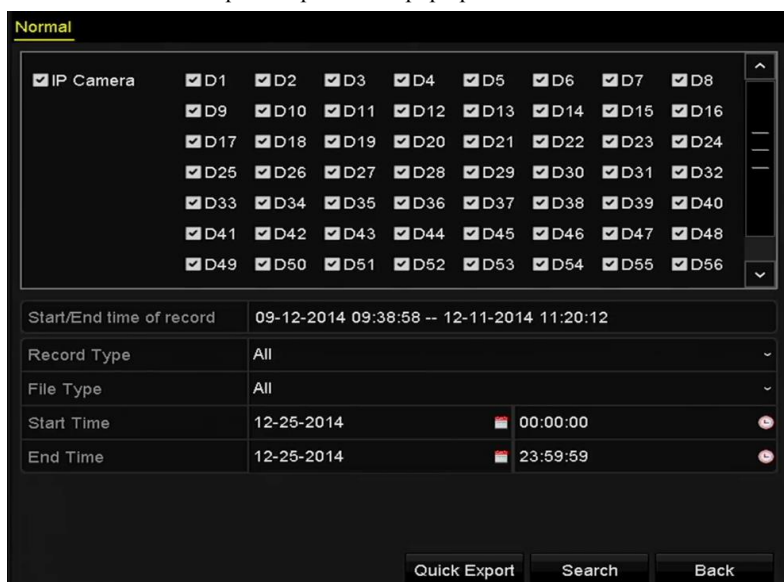 Normal
IP Camera D1 D2 D3 D4 D5 D6 D7 D8
D9 D10 D11 D12 D13 D14 D15 D16
D17 D18 D19 D20 D21 D22 D23 D24
D25 D26 D27 D28 D29 D30 D31 D32
D33 D34 D35 D36 D37 D38 D39 D40
D41 D42 D43 D44 D45 D46 D47 D48
D49 D50 D51 D52 D53 D54 D55 D56
Start/End time of record 09-12-2014 09:38:58 -- 12-11-2014 11:20:12
Record Type All
File Type All
Start Time 12-25-2014 00:00:00
End Time 12-25-2014 23:59:59
Quick Export Search Back